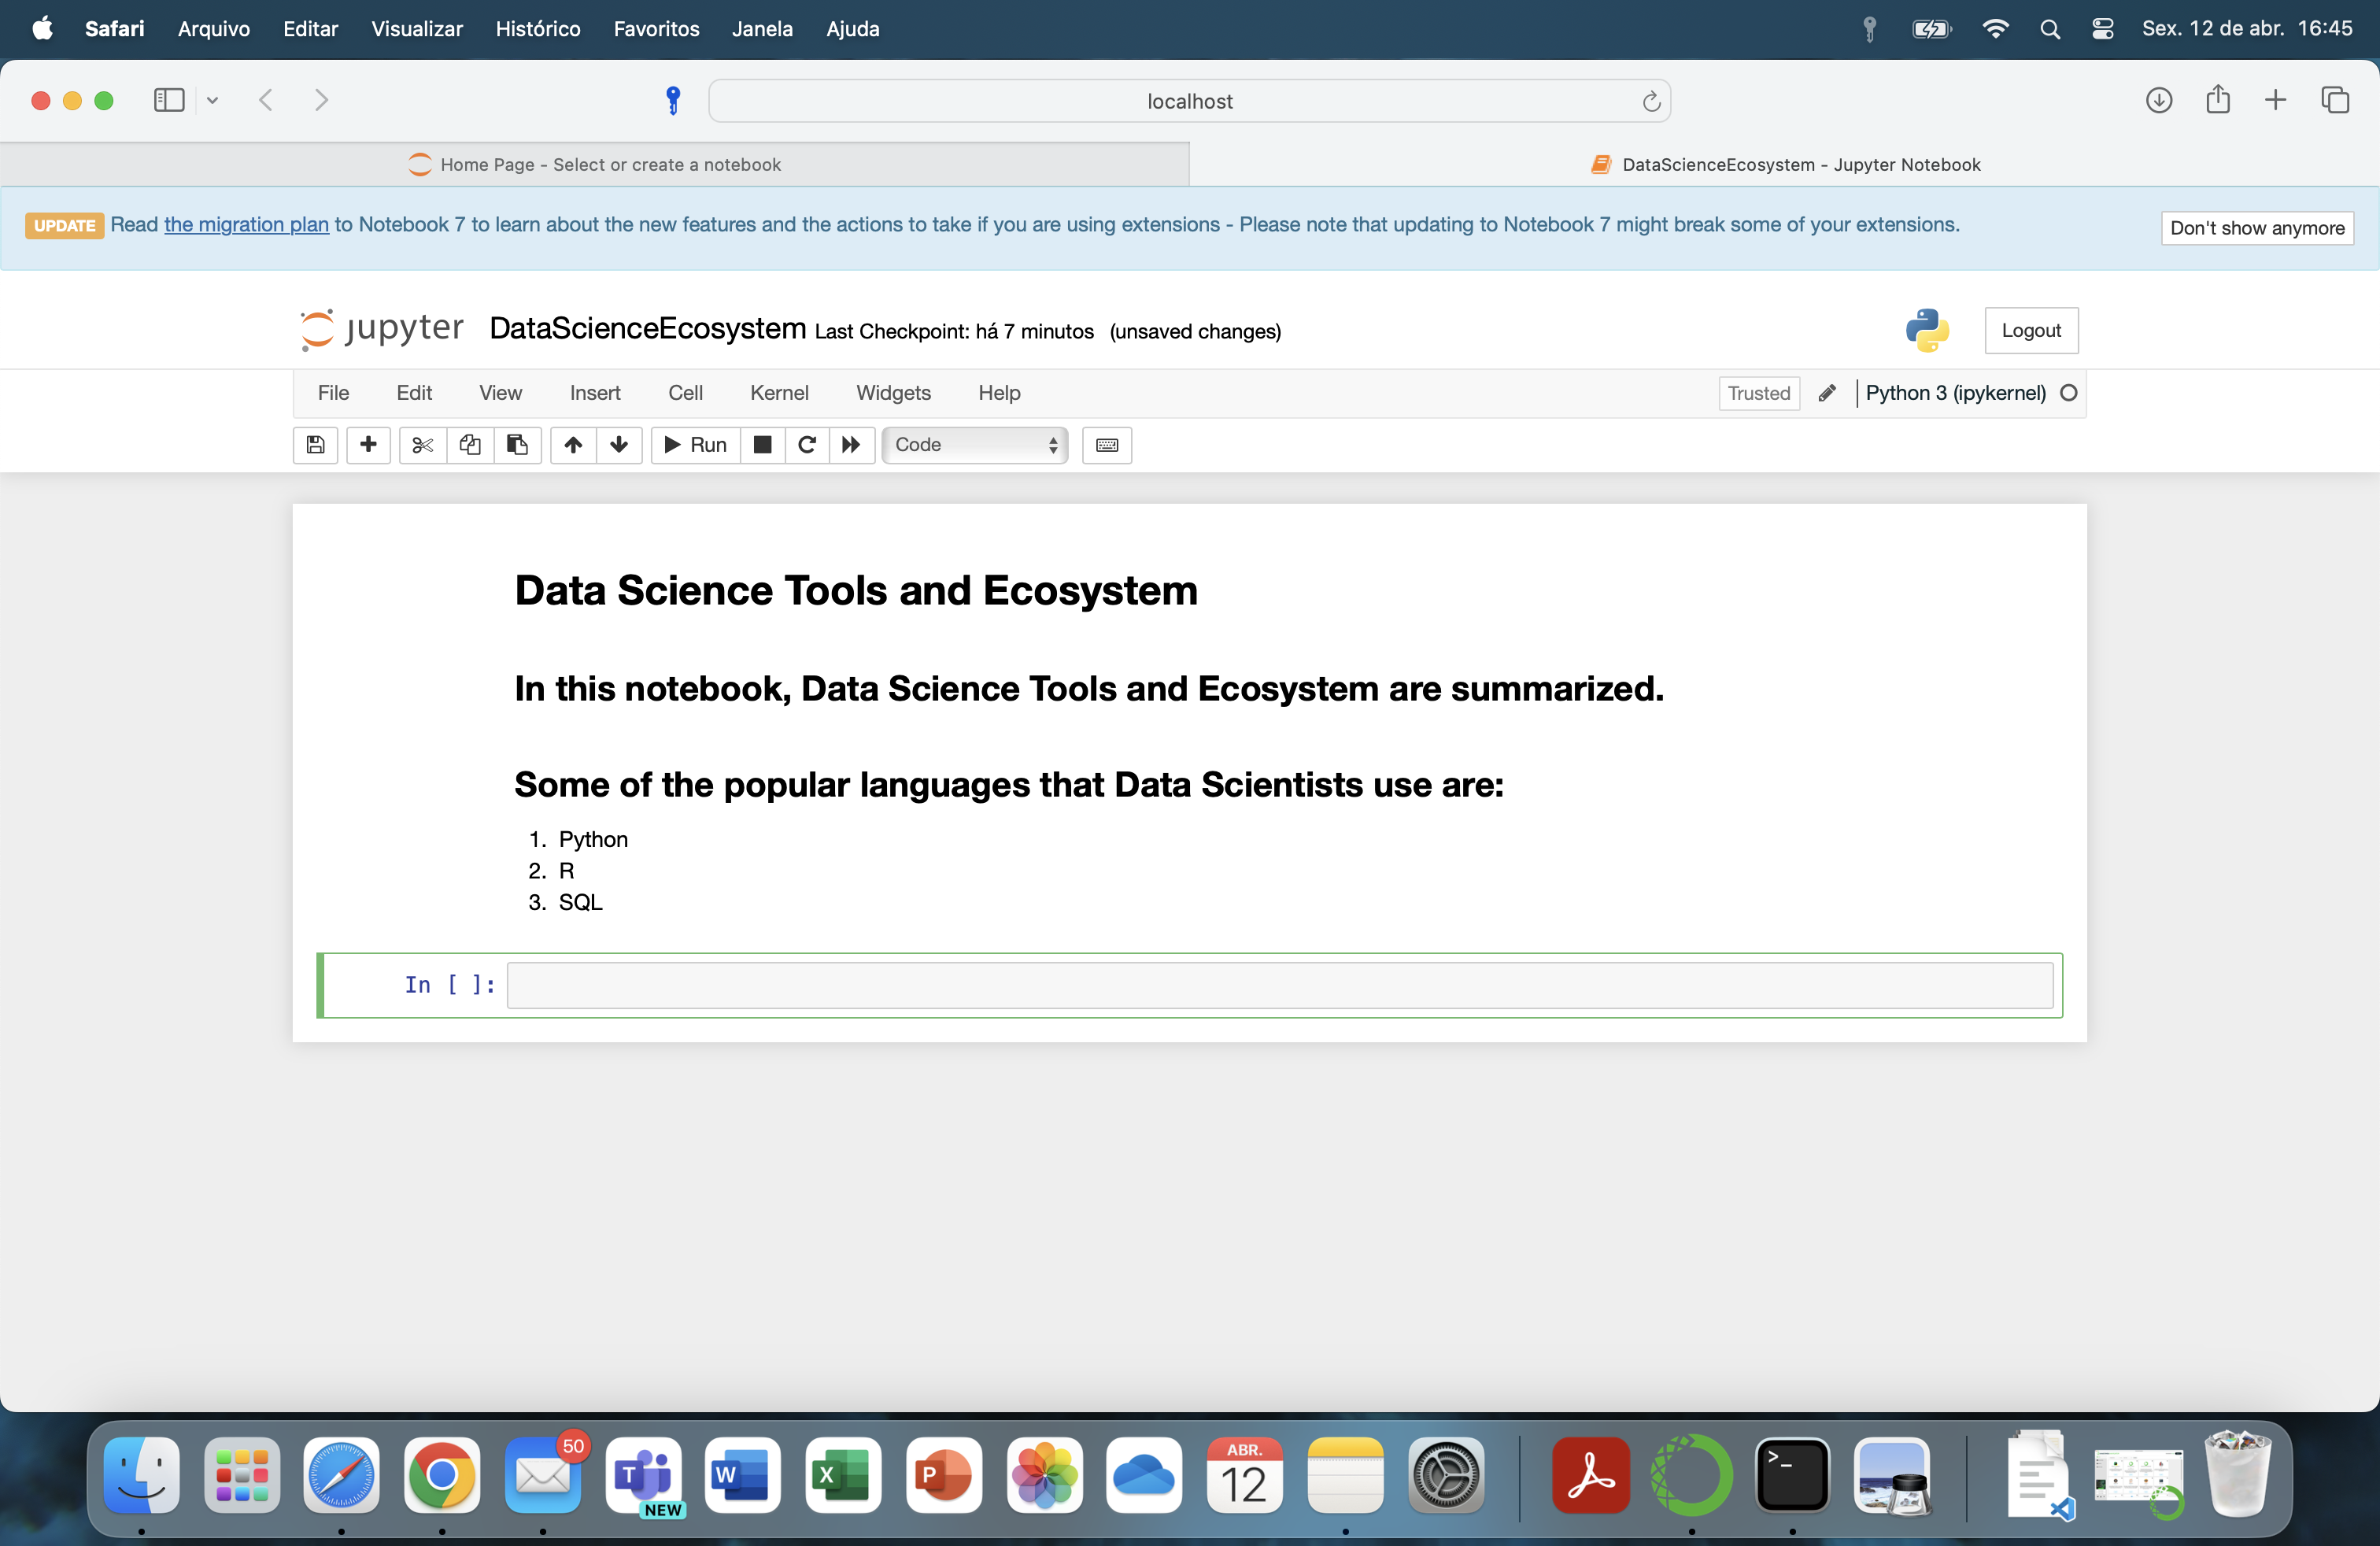 Safari Arquivo Editar Visualizar Histórico Favoritos Janela Ajuda Sex. 12 de abr. 16:45
localhost
Home Page - Select or create a notebook DataScienceEcosystem - Jupyter Notebook
UPDATE Read the migration plan to Notebook 7 to learn about the new features and the actions to take if you are using extensions - Please note that updating to Notebook 7 might break some of your extensions. Don't show anymore
jupyter DataScienceEcosystem Last Checkpoint: há 7 minutos (unsaved changes) Logout
File Edit View Insert Cell Kernel Widgets Help Trusted Python 3 (ipykernel)
Run Code
Data Science Tools and Ecosystem
In this notebook, Data Science Tools and Ecosystem are summarized.
Some of the popular languages that Data Scientists use are:
1. Python
2. R
3. SQL
In [ ]:
50
ABR.
12
T W X P >_
NEW